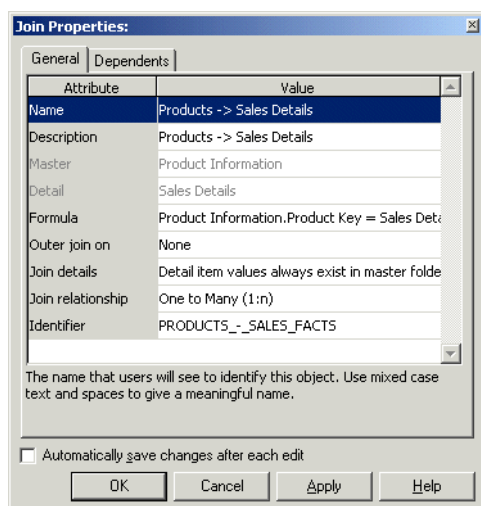 Join Properties:
General Dependents
Attribute Value
Name Products -> Sales Details
Description Products -> Sales Details
Master Product Information
Detail Sales Details
Formula Product Information.Product Key = Sales Deta
Outer join on None
Join details Detail item values always exist in master folde
Join relationship One to Many (1:n)
Identifier PRODUCTS_-_SALES_FACTS
The name that users will see to identify this object. Use mixed case
text and spaces to give a meaningful name.
Automatically save changes after each edit
OK Cancel Apply Help